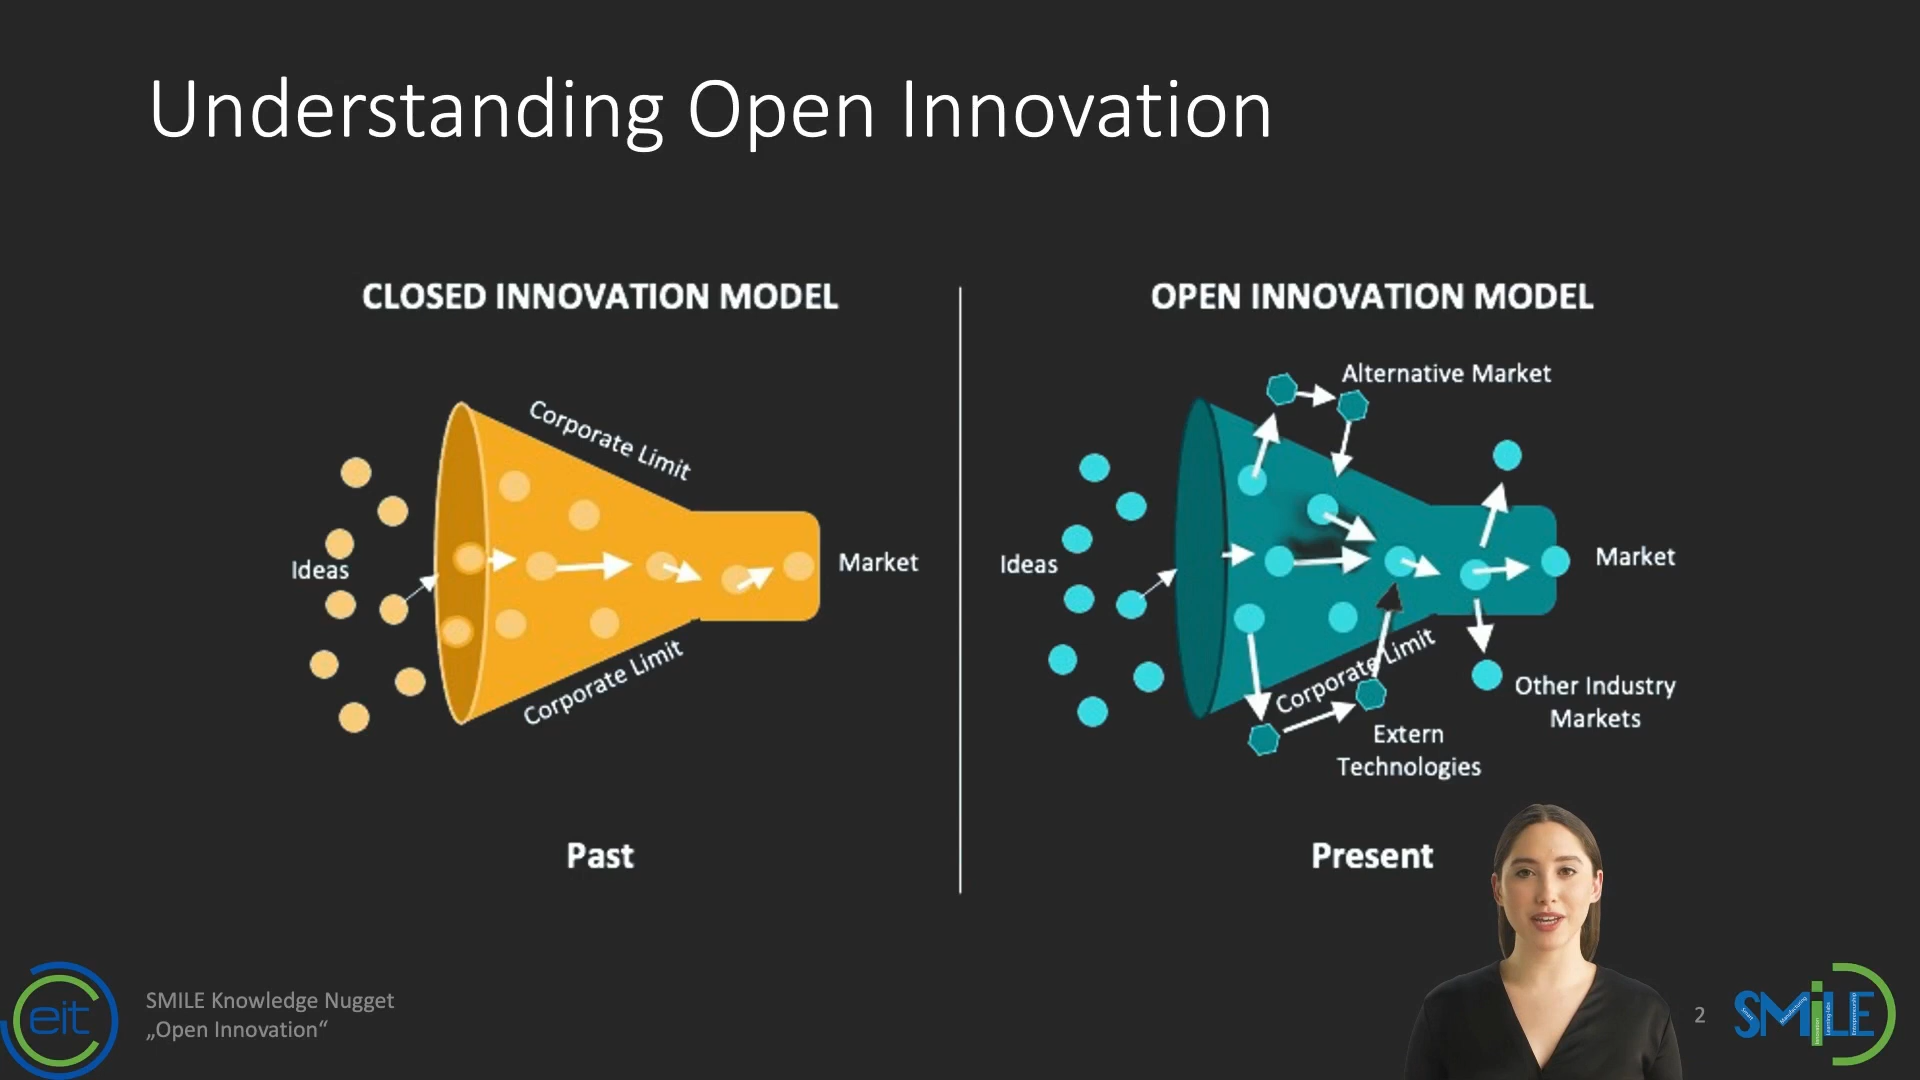 Understanding Open Innovation
CLOSED INNOVATION MODEL
Corporate Limit
Ideas
Market
Corporate Limit
Past
OPEN INNOVATION MODEL
Alternative Market
Ideas
Market
Corporate Limit
Other Industry
Markets
Extern
Technologies
Present
eit
SMILE Knowledge Nugget
„Open Innovation“
2
SMiLE